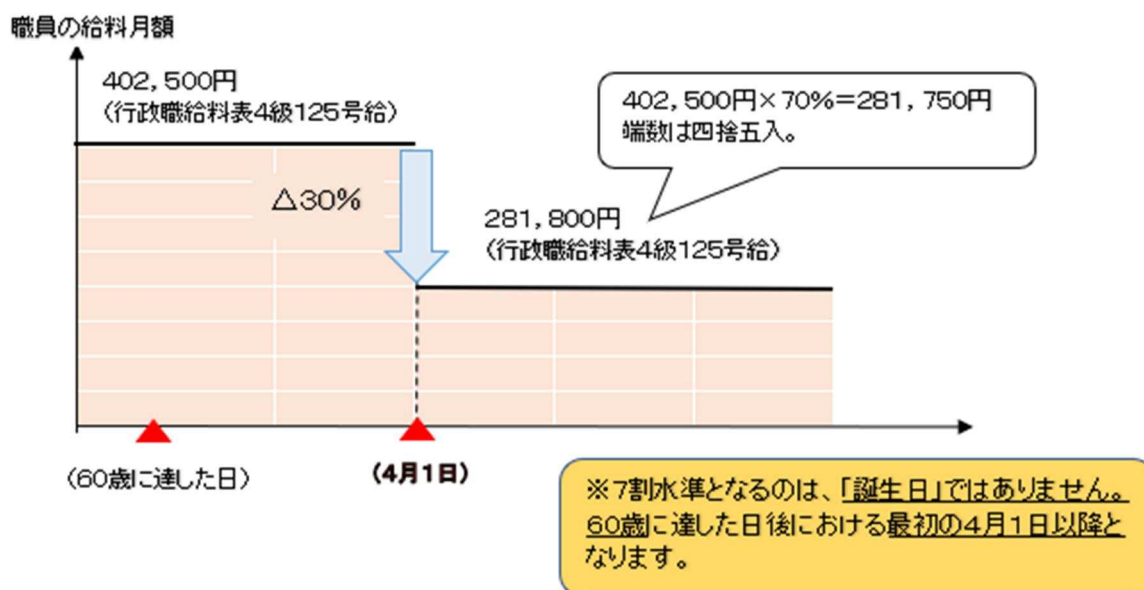 職員の給料月額
402,500円
(行政職給料表4級125号給)
402,500円×70%=281,750円
端数は四捨五入。
△30%
281,800円
(行政職給料表4級125号給)
(60歳に達した日)
(4月1日)
※7割水準となるのは、「誕生日」ではありません。
60歳に達した日後における最初の4月1日以降と
なります。